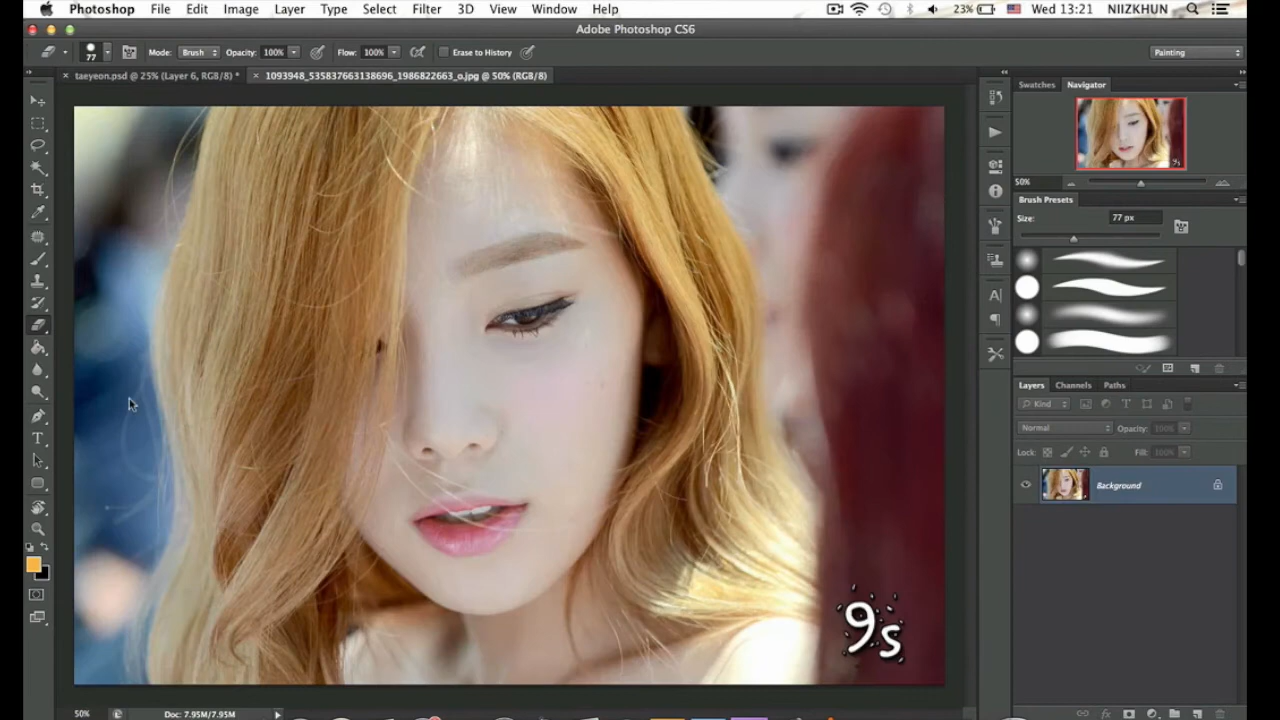 Photoshop File Edit Image Layer Type Select Filter 3D View Window Help 23% Wed 13:21 NIIZKHUN
Adobe Photoshop CS6
77 Mode: Brush Opacity: 100% Flow: 100% Erase to History Painting
× taeyeon.psd @ 25% (Layer 6, RGB/8) * × 1093948_535837663138696_1986822663_o.jpg @ 50% (RGB/8)
Swatches Navigator
50%
Brush Presets
Size: 77 px
Layers Channels Paths
Kind
Normal Opacity: 100%
Lock: Fill: 100%
Background
9s
50% Doc: 7.95M/7.95M